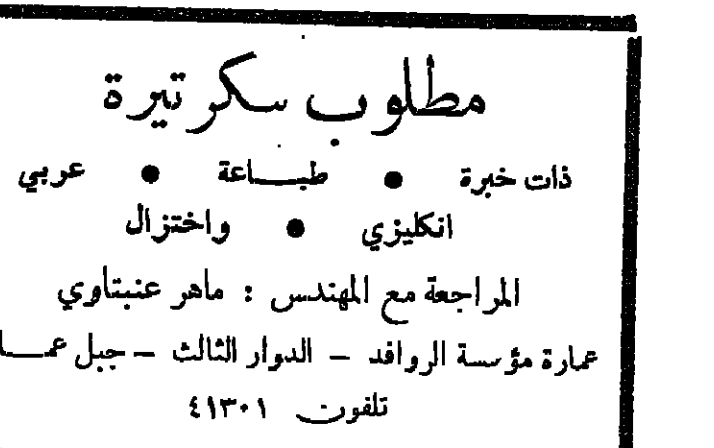 مطلوب سكرتيرة
ذات خبرة ● طباعة ● عربي
انكليزي ● واختزال
المراجعة مع المهندس : ماهر عنبتاوي
عمارة مؤسسة الروافد – الدوار الثالث – جبل عمـا
تلفون ٤١٣٠١